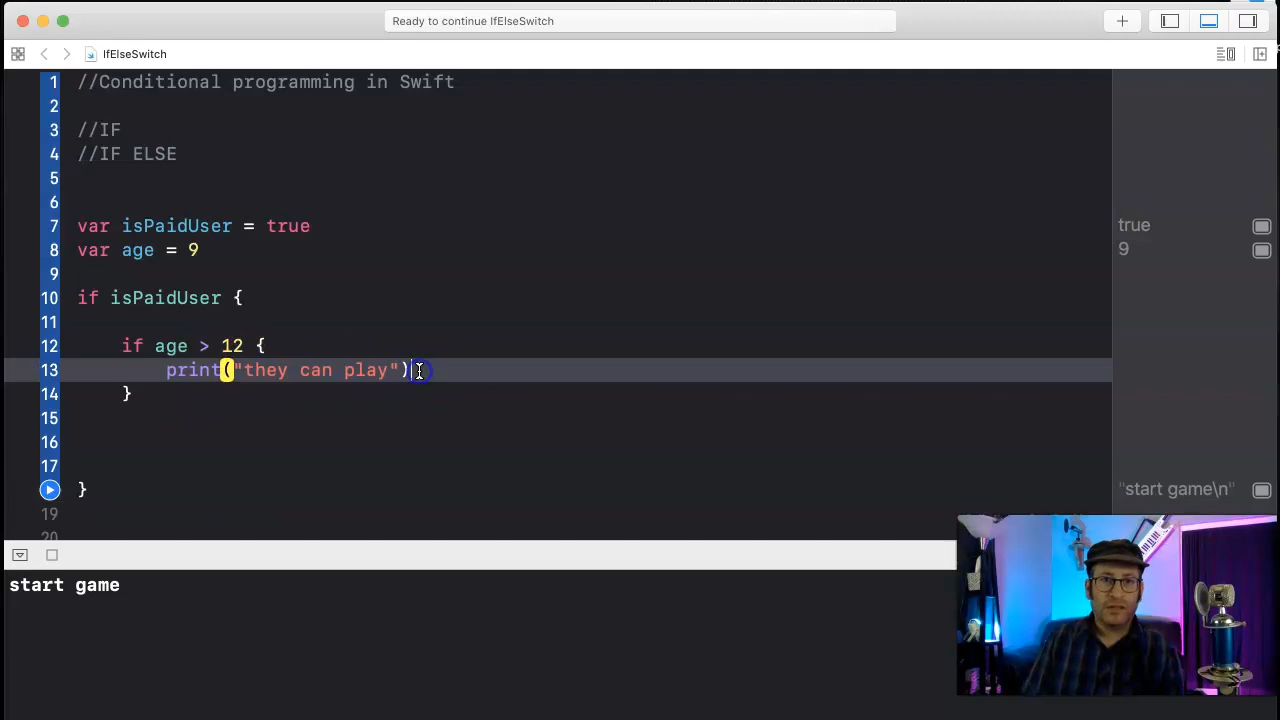 Ready to continue IfElseSwitch
IfElseSwitch
1 //Conditional programming in Swift
2
3 //IF
4 //IF ELSE
5
6
7 var isPaidUser = true
true
8 var age = 9
9
9
10 if isPaidUser {
11
12 if age > 12 {
13 print("they can play")
14 }
15
16
17
}
"start game\n"
19
20
start game